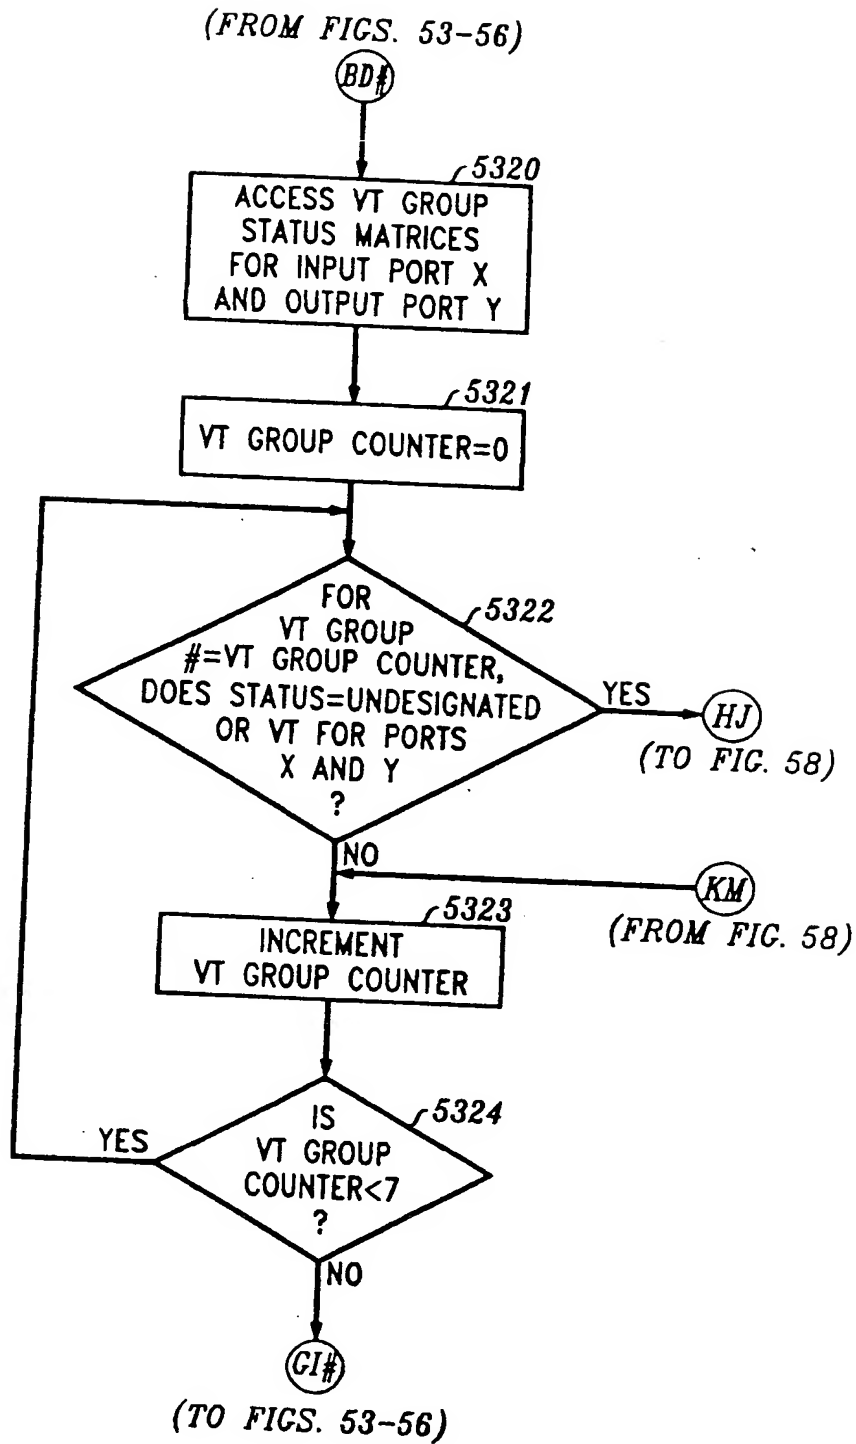 (FROM FIGS. 53-56)
BD#
5320
ACCESS VT GROUP
STATUS MATRICES
FOR INPUT PORT X
AND OUTPUT PORT Y
5321
VT GROUP COUNTER=0
5322
FOR
VT GROUP
#=VT GROUP COUNTER,
DOES STATUS=UNDESIGNATED
OR VT FOR PORTS
X AND Y
?
YES
HJ
(TO FIG. 58)
NO
KM
(FROM FIG. 58)
5323
INCREMENT
VT GROUP COUNTER
5324
IS
VT GROUP
COUNTER<7
?
YES
NO
GI#
(TO FIGS. 53-56)